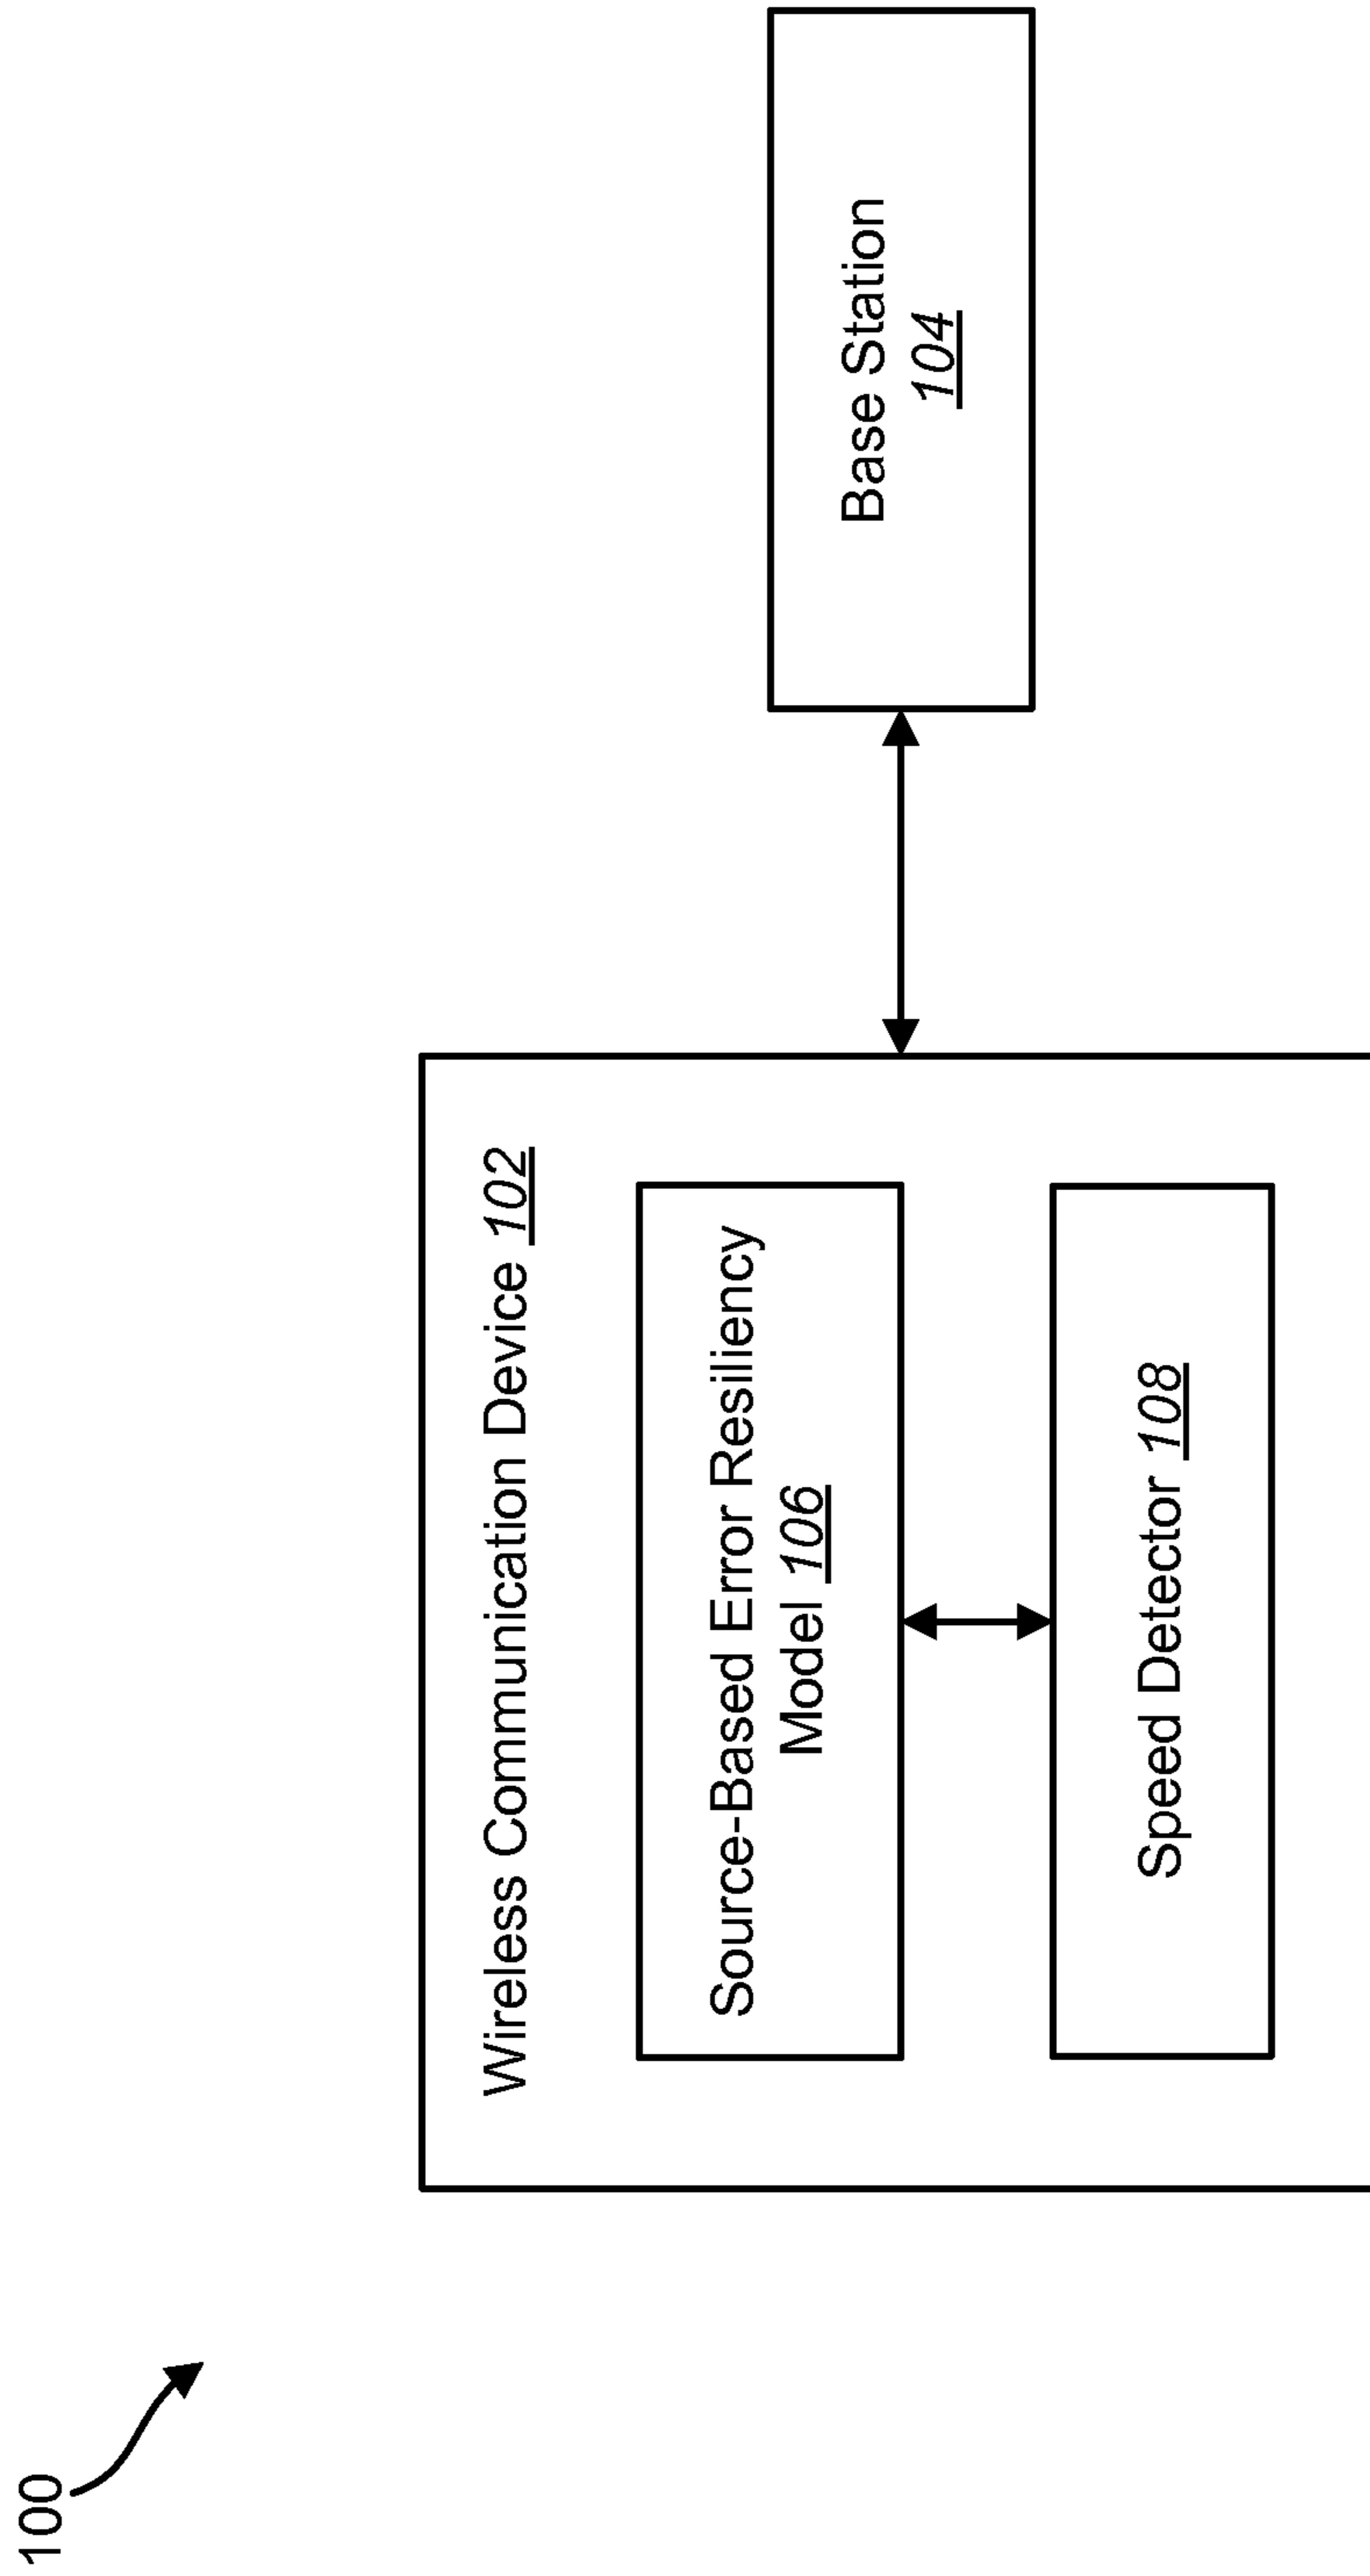 100
Wireless Communication Device 102
Source-Based Error Resiliency
Model 106
Speed Detector 108
Base Station
104